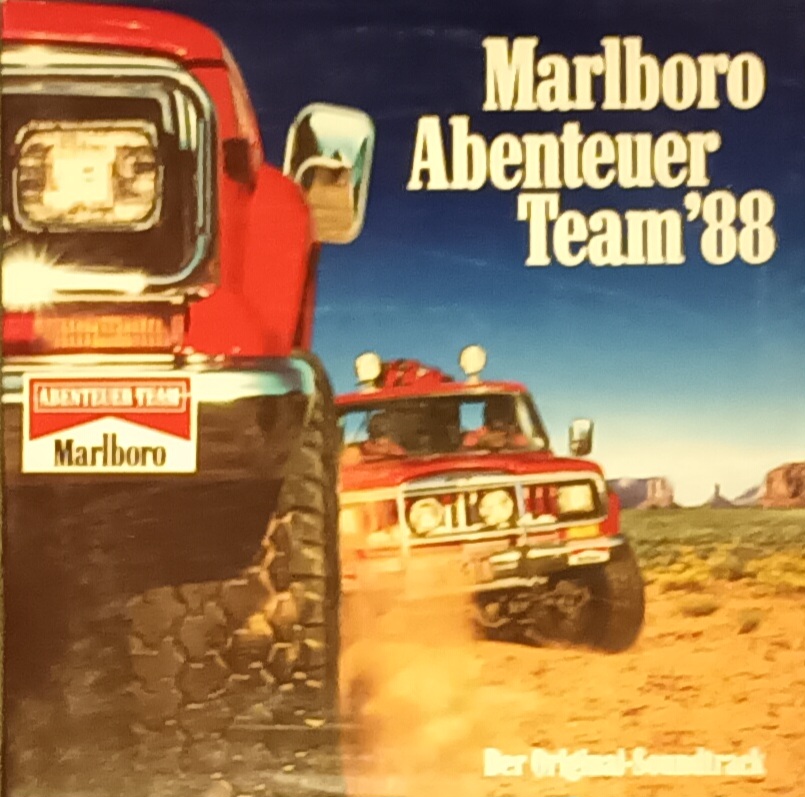 Marlboro
Abenteuer
Team '88
ABENTEUER TEAM
Marlboro
Der Original-Soundtrack